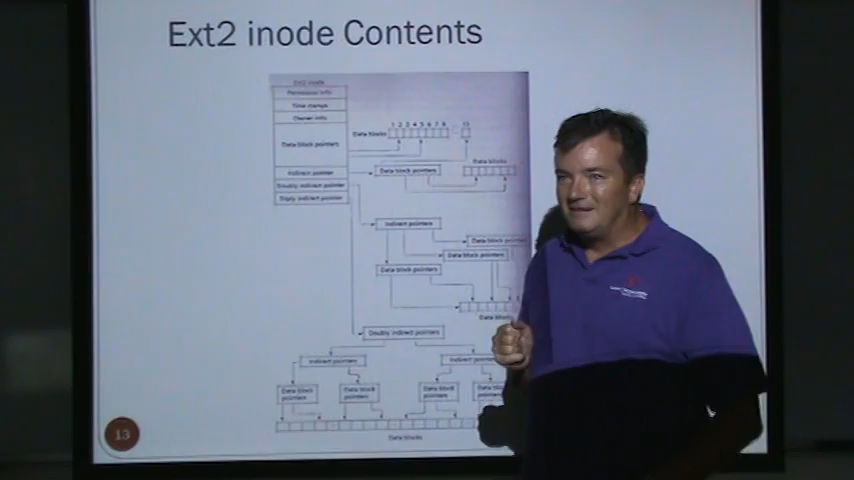 Ext2 inode Contents
Ext2 inode
Permission info
Time stamps
Owner info
Data block pointers
Indirect pointer
Doubly indirect pointer
Triply indirect pointer
1 2 3 4 5 6 7 8
13
Data blocks
Data block pointers
Data blocks
Indirect pointers
Data block pointers
Data block pointers
Data block pointers
Data blocks
Doubly indirect pointers
Indirect pointers
Indirect pointers
Data block
pointers
Data block
pointers
Data block
pointers
Data block
pointers
Data blocks
13